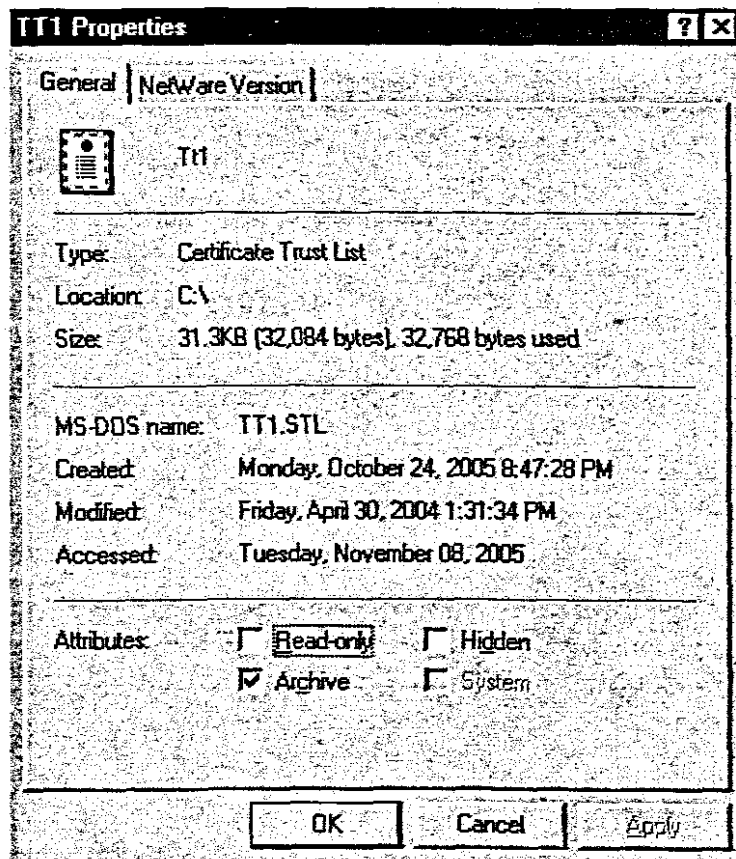 TT1 Properties ? ×
General NetWare Version
Tt1
Type: Certificate Trust List
Location: C:\
Size: 31.3KB (32,084 bytes), 32,768 bytes used
MS-DOS name: TT1.STL
Created: Monday, October 24, 2005 8:47:28 PM
Modified: Friday, April 30, 2004 1:31:34 PM
Accessed: Tuesday, November 08, 2005
Attributes: Read-only Hidden
Archive System
OK Cancel Apply